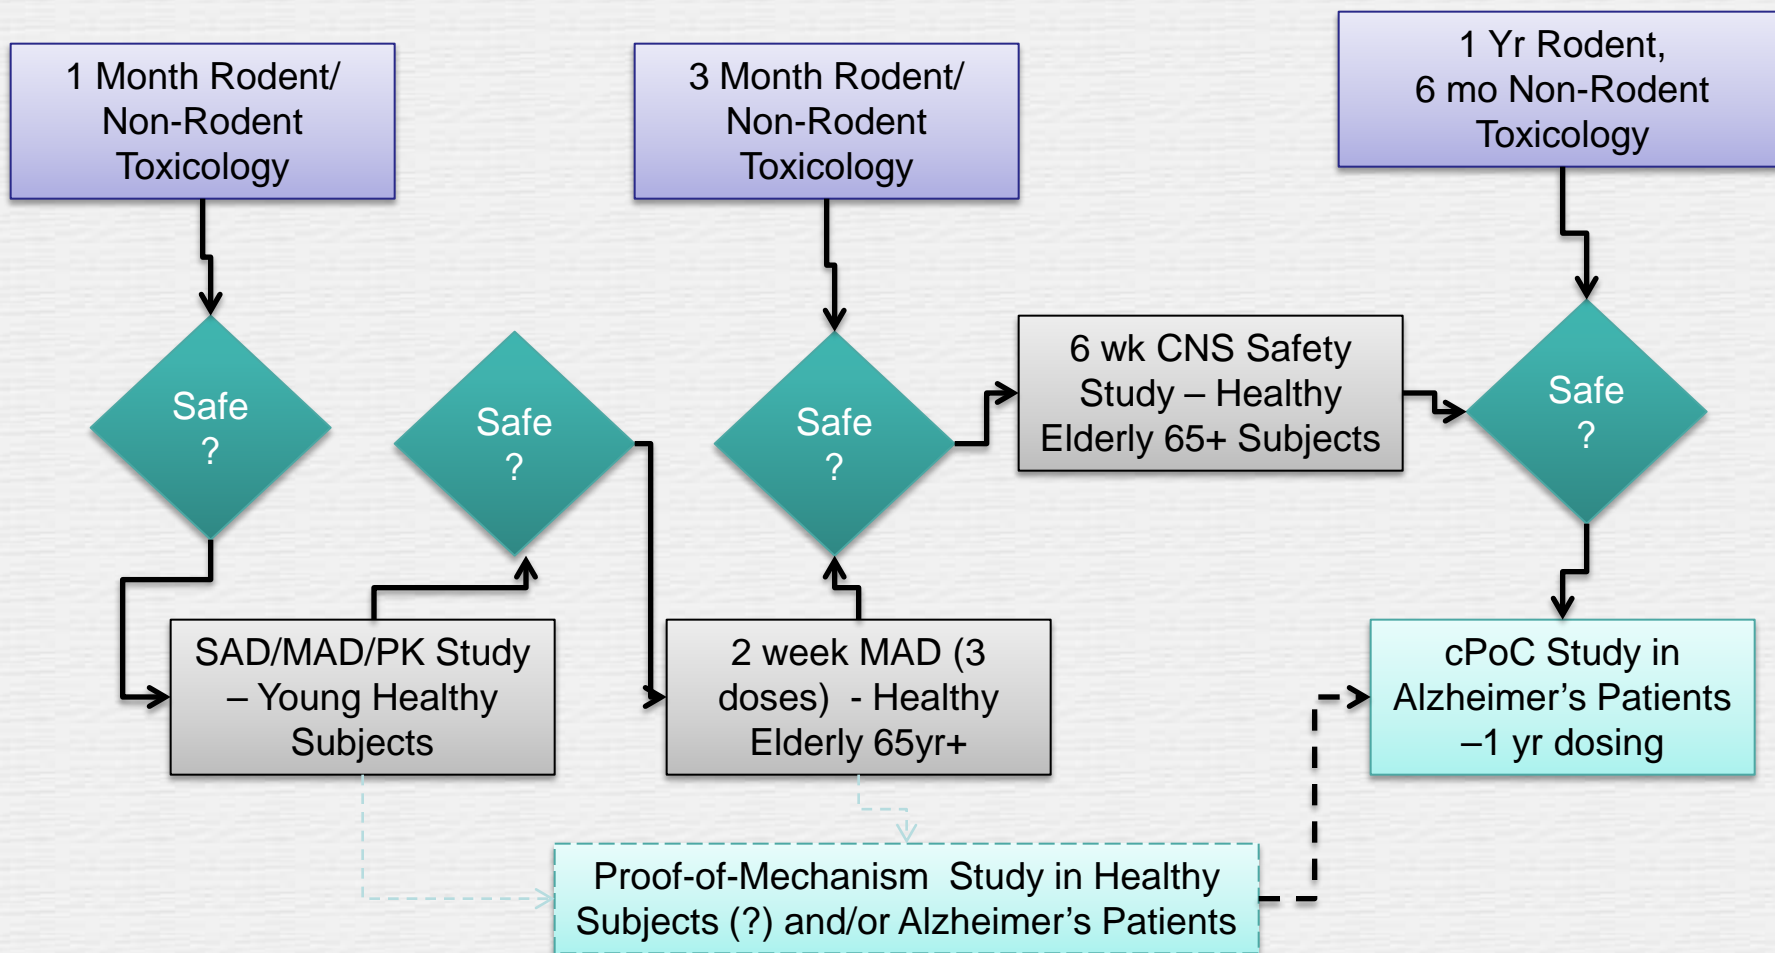 1 Month Rodent/
Non-Rodent
Toxicology
3 Month Rodent/
Non-Rodent
Toxicology
1 Yr Rodent,
6 mo Non-Rodent
Toxicology
Safe
?
Safe
?
Safe
?
6 wk CNS Safety
Study – Healthy
Elderly 65+ Subjects
Safe
?
SAD/MAD/PK Study
– Young Healthy
Subjects
2 week MAD (3
doses)  - Healthy
Elderly 65yr+
cPoC Study in
Alzheimer’s Patients
–1 yr dosing
Proof-of-Mechanism  Study in Healthy
Subjects (?) and/or Alzheimer’s Patients